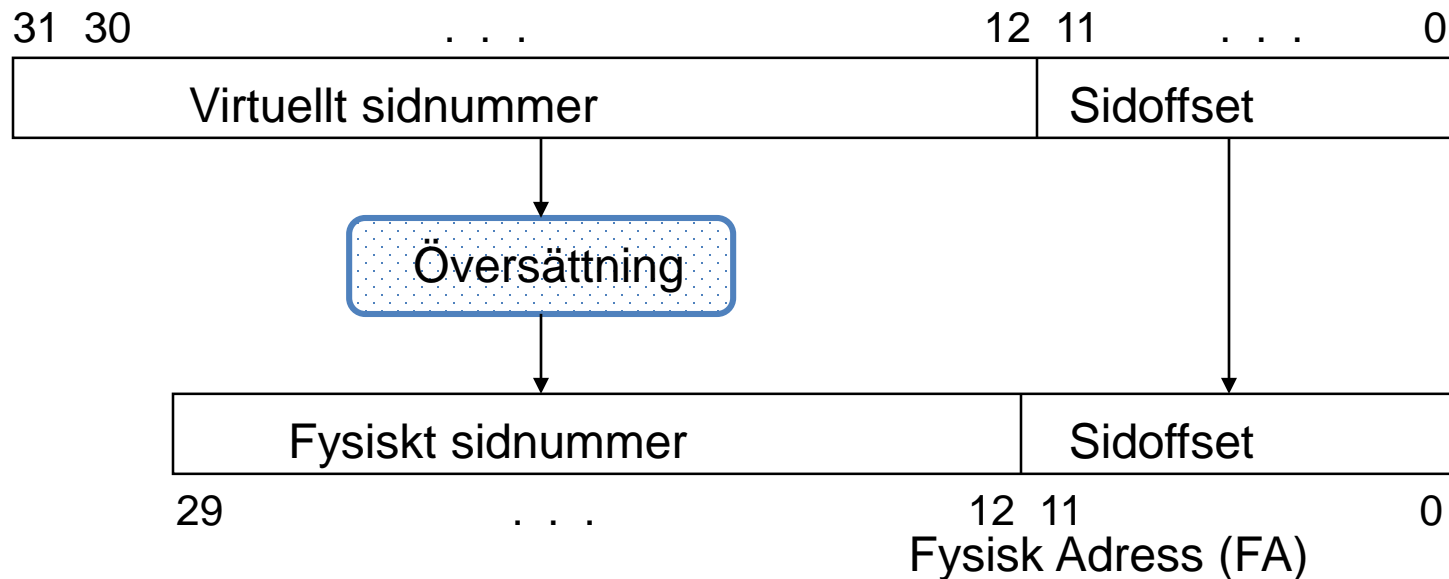 31 30 . . . 12 11 . . . 0
Virtuellt sidnummer Sidoffset
Översättning
Fysiskt sidnummer Sidoffset
29 . . . 12 11 0
Fysisk Adress (FA)